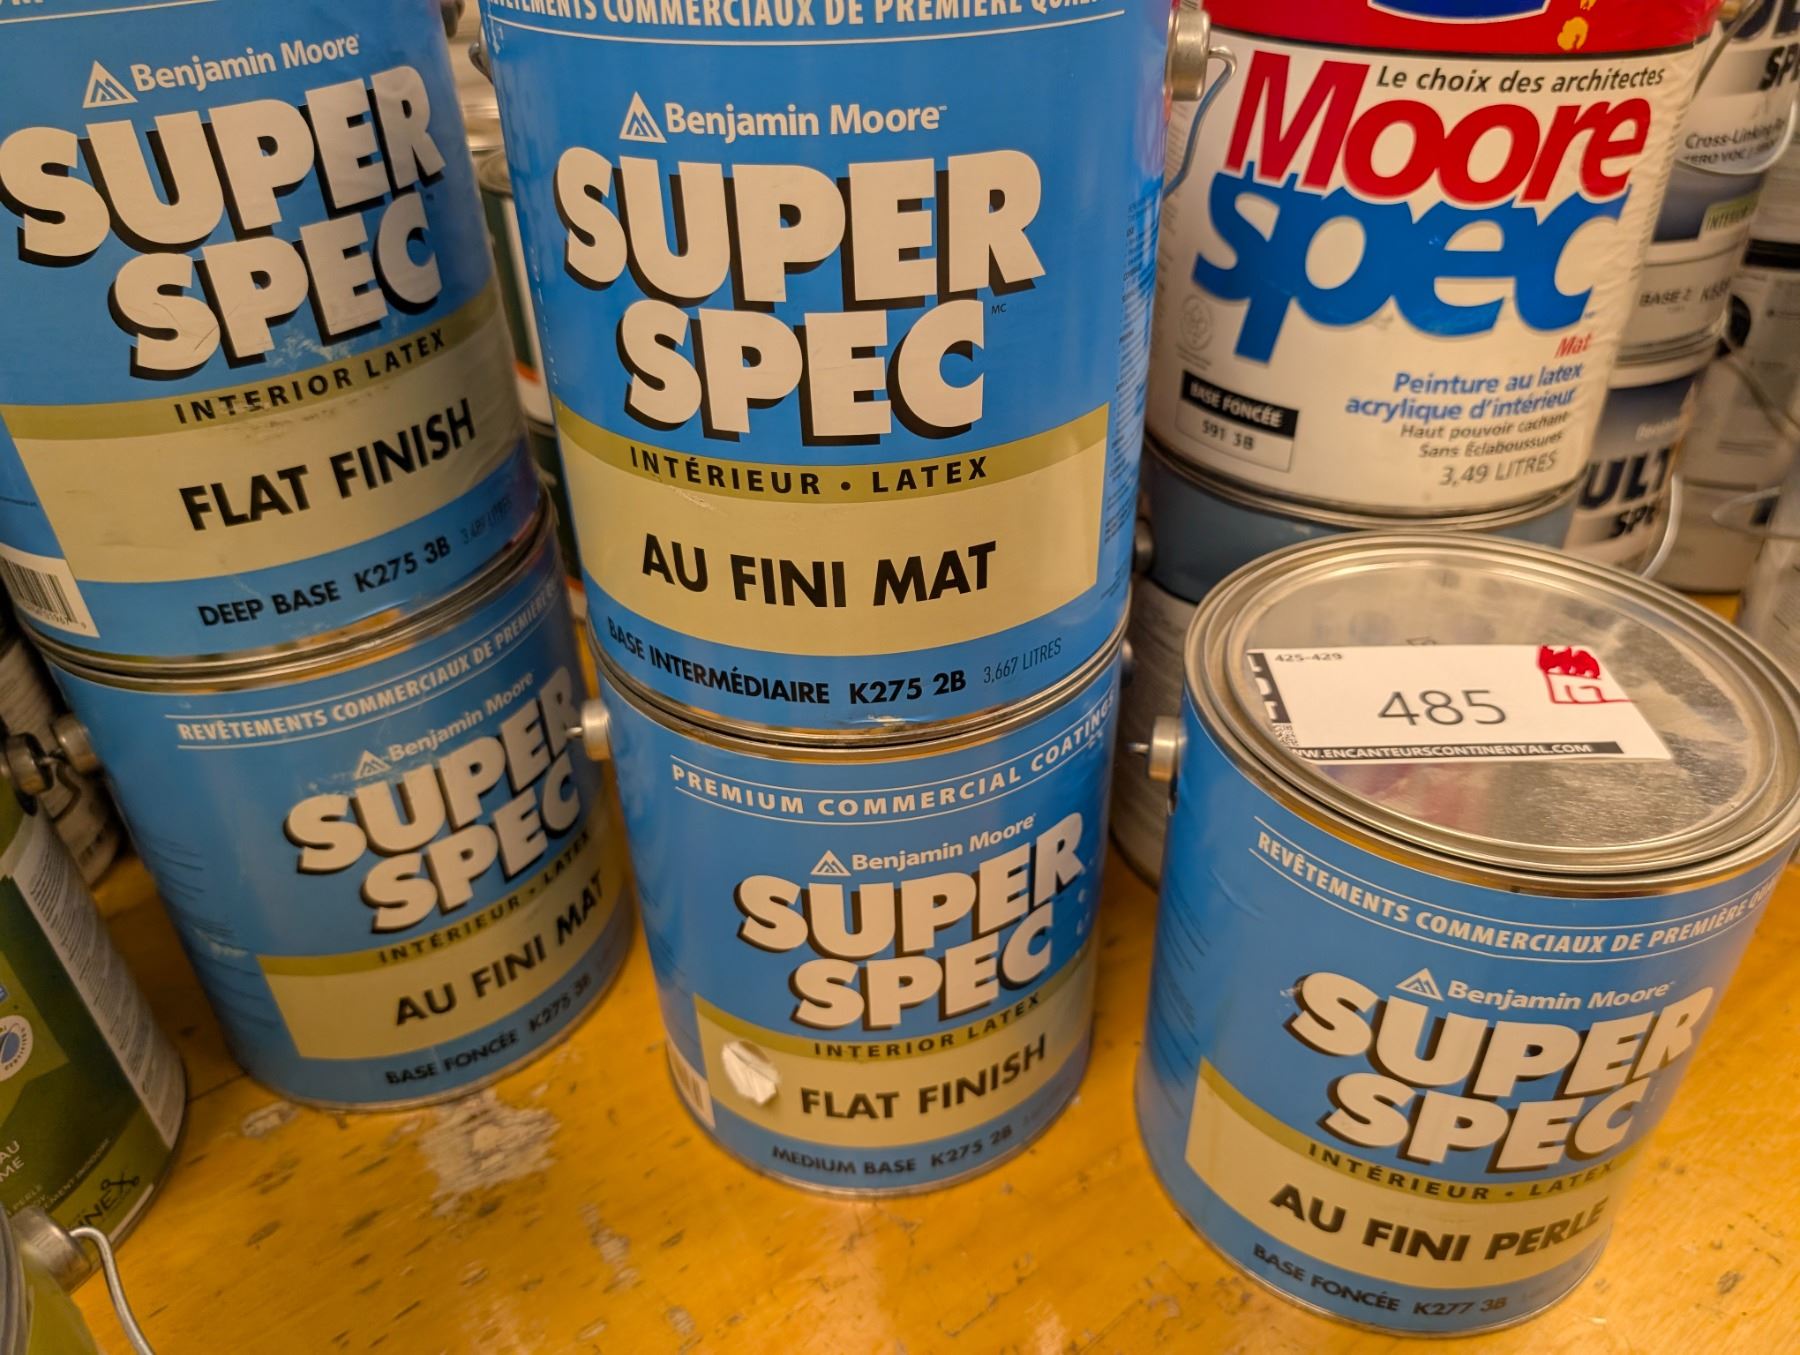 Benjamin Moore
SUPER
SPEC
INTERIOR LATEX
FLAT FINISH
DEEP BASE K275 3B
REVÊTEMENTS COMMERCIAUX DE PREMIÈRE
Benjamin Moore
SUPER
SPEC
INTÉRIEUR • LATEX
AU FINI MAT
BASE FONCÉE K275 3B
COMMERCIAUX DE PREMIÈRE
Benjamin Moore
SUPER
SPEC MC
INTÉRIEUR • LATEX
AU FINI MAT
BASE INTERMÉDIAIRE K275 2B 3,667 LITRES
PREMIUM COMMERCIAL COATINGS
Benjamin Moore
SUPER
SPEC
INTERIOR LATEX
FLAT FINISH
MEDIUM BASE K275 2B
Le choix des architectes
Moore
spec
Mat
Peinture au latex
acrylique d'intérieur
Haut pouvoir cachant
Sans Éclaboussures
3,49 LITRES
BASE FONCÉE
591 3B
425-429
485
WWW.ENCANTEURSCONTINENTAL.COM
REVÊTEMENTS COMMERCIAUX DE PREMIÈRE
Benjamin Moore
SUPER
SPEC
INTÉRIEUR • LATEX
AU FINI PERLE
BASE FONCÉE K277 3B